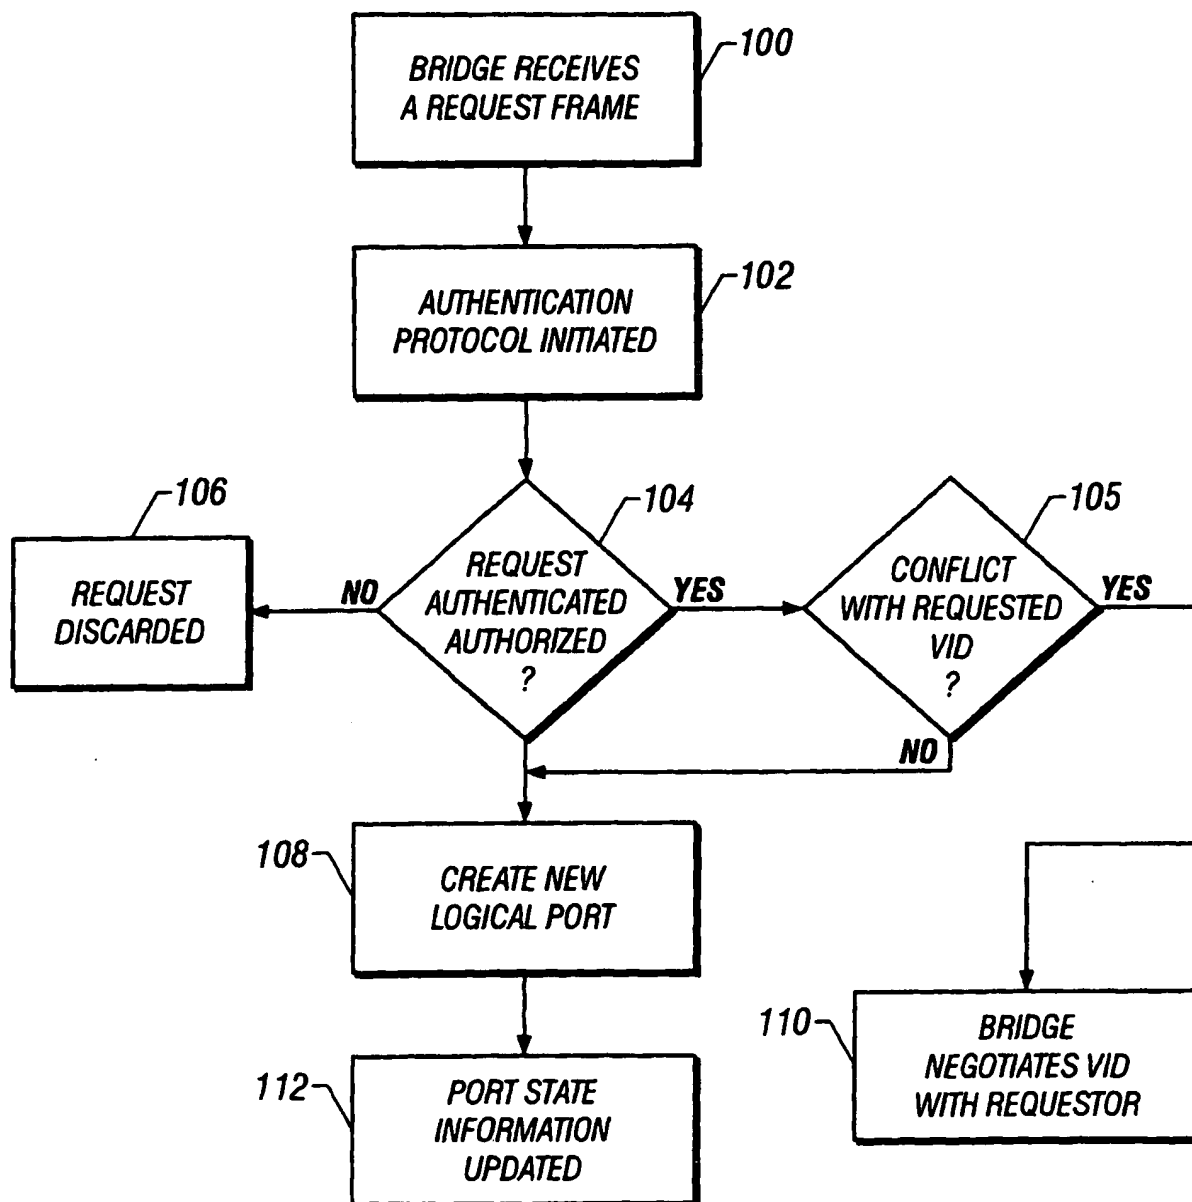 100
BRIDGE RECEIVES
A REQUEST FRAME
102
AUTHENTICATION
PROTOCOL INITIATED
106
REQUEST
DISCARDED
NO
104
REQUEST
AUTHENTICATED
AUTHORIZED
?
YES
105
CONFLICT
WITH REQUESTED
VID
?
YES
NO
108
CREATE NEW
LOGICAL PORT
110
BRIDGE
NEGOTIATES VID
WITH REQUESTOR
112
PORT STATE
INFORMATION
UPDATED